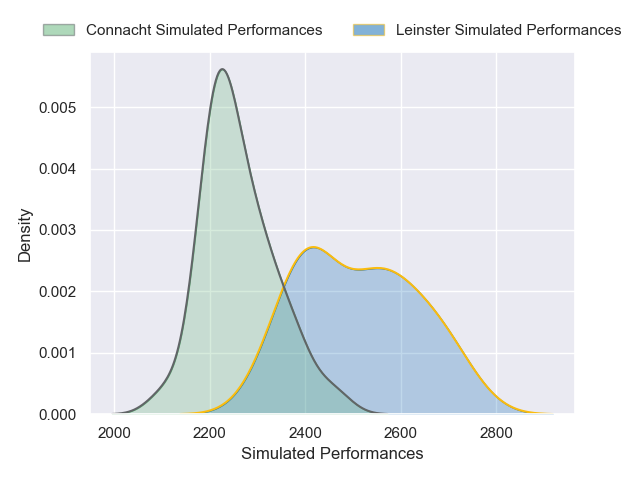 Connacht Simulated Performances Leinster Simulated Performances
0.005
0.004
0.003
0.002
0.001
0.000
Density
2000 2200 2400 2600 2800
Simulated Performances